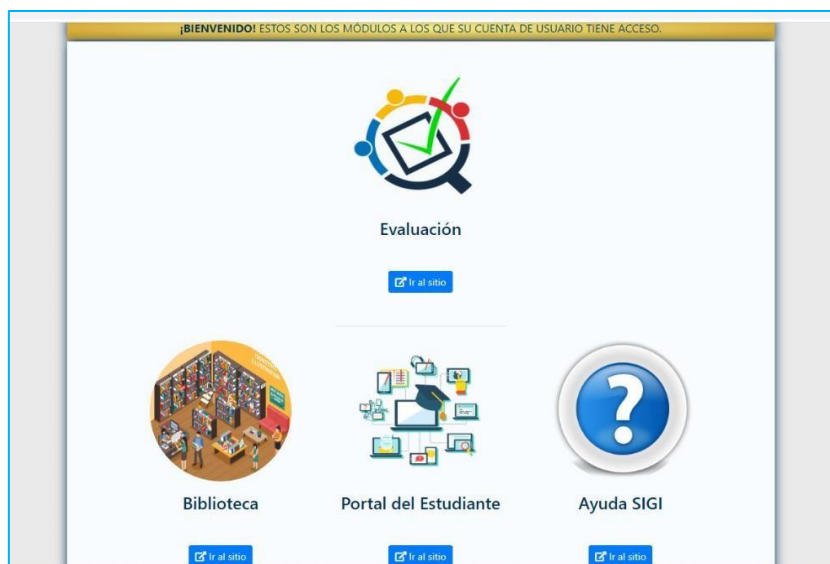 ¡BIENVENIDO! ESTOS SON LOS MÓDULOS A LOS QUE SU CUENTA DE USUARIO TIENE ACCESO.
Evaluación
Ir al sitio
Biblioteca
Portal del Estudiante
Ayuda SIGI
Ir al sitio
Ir al sitio
Ir al sitio